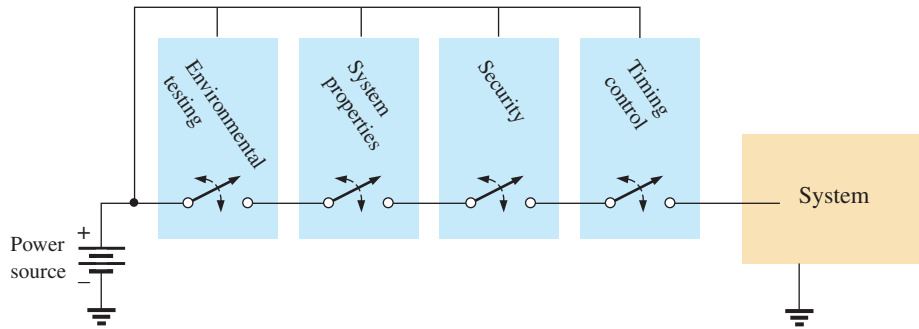 Environmental
testing
System
properties
Security
Timing
control
System
+
Power
source
−